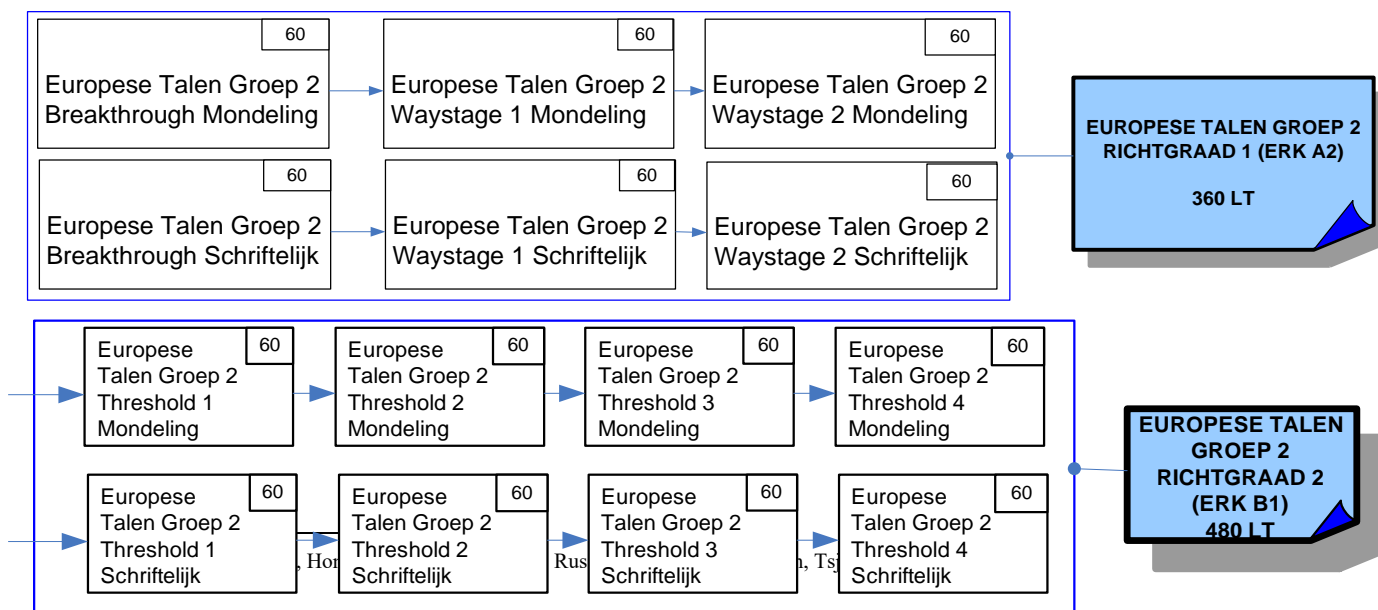 60
Europese Talen Groep 2
Breakthrough Mondeling
60
Europese Talen Groep 2
Waystage 1 Mondeling
60
Europese Talen Groep 2
Waystage 2 Mondeling
60
Europese Talen Groep 2
Breakthrough Schriftelijk
60
Europese Talen Groep 2
Waystage 1 Schriftelijk
60
Europese Talen Groep 2
Waystage 2 Schriftelijk
EUROPESE TALEN GROEP 2
RICHTGRAAD 1 (ERK A2)
360 LT
60
Europese
Talen Groep 2
Threshold 1
Mondeling
60
Europese
Talen Groep 2
Threshold 2
Mondeling
60
Europese
Talen Groep 2
Threshold 3
Mondeling
60
Europese
Talen Groep 2
Threshold 4
Mondeling
60
Europese
Talen Groep 2
Threshold 1
Schriftelijk
60
Europese
Talen Groep 2
Threshold 2
Schriftelijk
60
Europese
Talen Groep 2
Threshold 3
Schriftelijk
60
Europese
Talen Groep 2
Threshold 4
Schriftelijk
EUROPESE TALEN
GROEP 2
RICHTGRAAD 2
(ERK B1)
480 LT